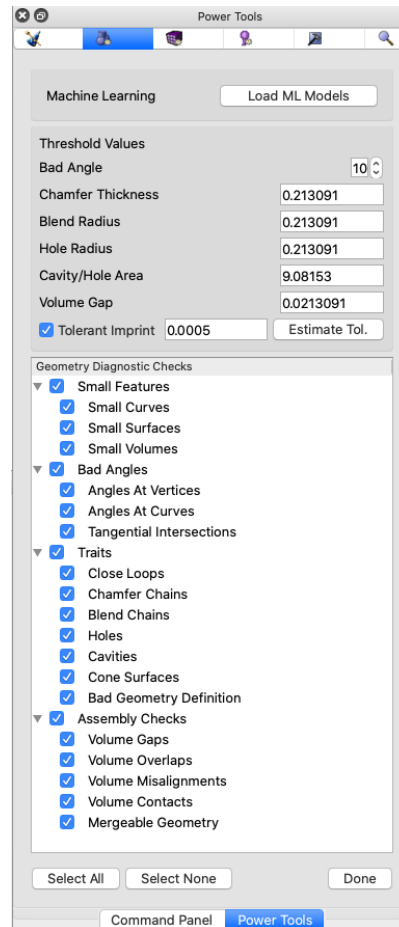 Power Tools
Machine Learning Load ML Models
Threshold Values
Bad Angle 10
Chamfer Thickness 0.213091
Blend Radius 0.213091
Hole Radius 0.213091
Cavity/Hole Area 9.08153
Volume Gap 0.0213091
Tolerant Imprint 0.0005 Estimate Tol.
Geometry Diagnostic Checks
Small Features
Small Curves
Small Surfaces
Small Volumes
Bad Angles
Angles At Vertices
Angles At Curves
Tangential Intersections
Traits
Close Loops
Chamfer Chains
Blend Chains
Holes
Cavities
Cone Surfaces
Bad Geometry Definition
Assembly Checks
Volume Gaps
Volume Overlaps
Volume Misalignments
Volume Contacts
Mergeable Geometry
Select All Select None Done
Command Panel Power Tools